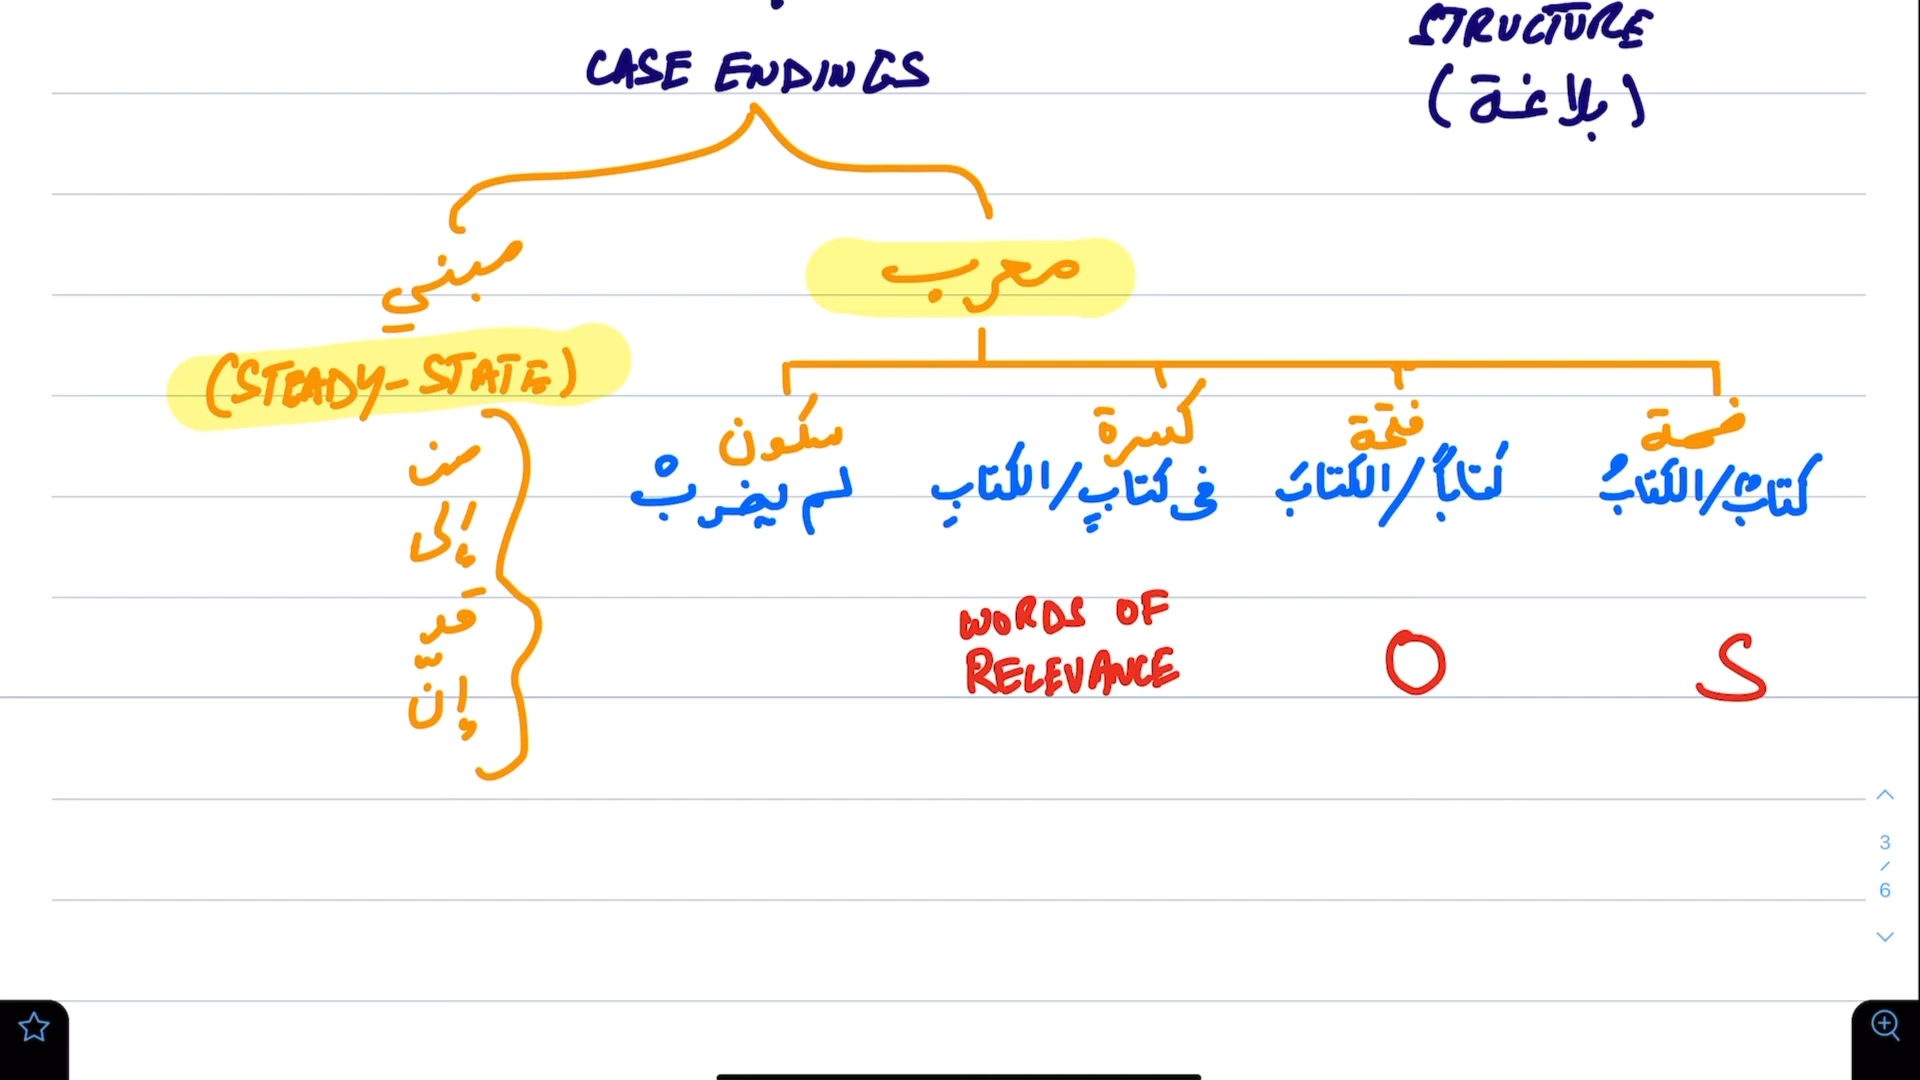 STRUCTURE
(بلاغة)
CASE ENDINGS
مبني
معرب
(STEADY-STATE)
ضمة
فتحة
كسرة
سكون
كتابٌ/الكتابُ
كتاباً/الكتابَ
في كتابٍ/الكتابِ
لم يضربْ
من
إلى
قد
إنّ
WORDS OF
RELEVANCE
O
S
3
/
6